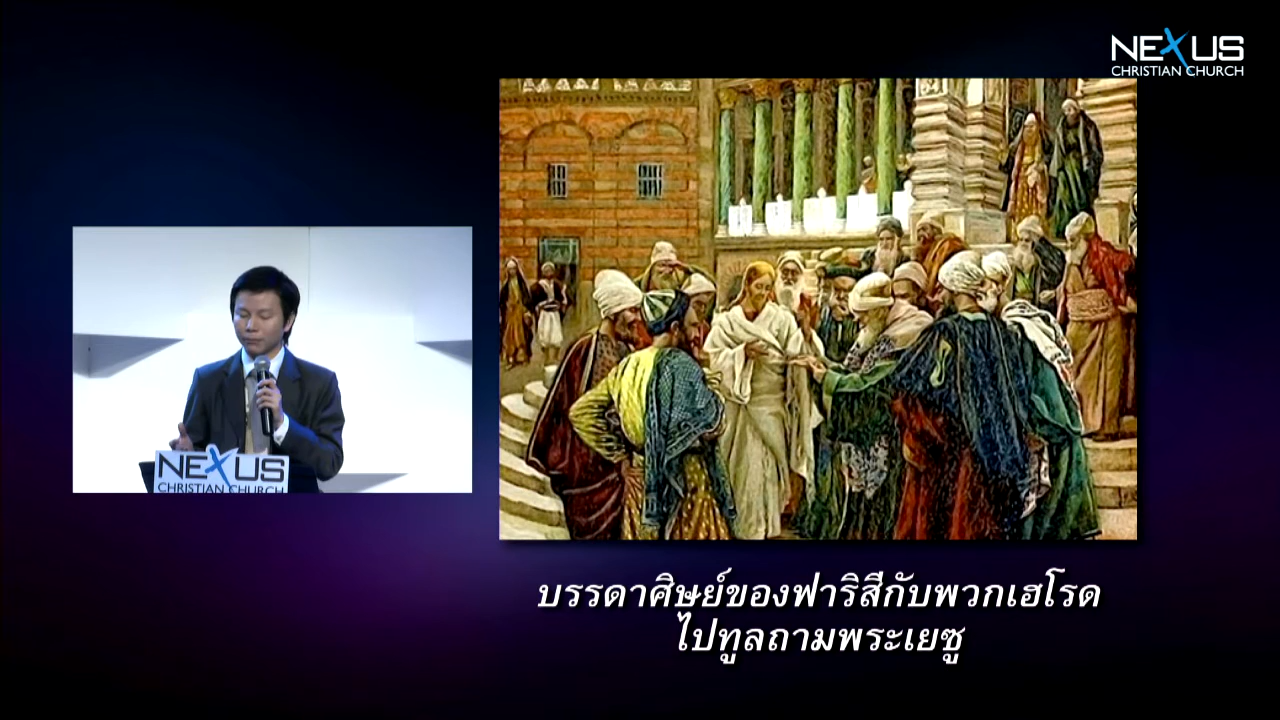 NEXUS
CHRISTIAN CHURCH
NEXUS
CHRISTIAN CHURCH
บรรดาศิษย์ของฟาริสีกับพวกเฮโรด
ไปทูลถามพระเยซู